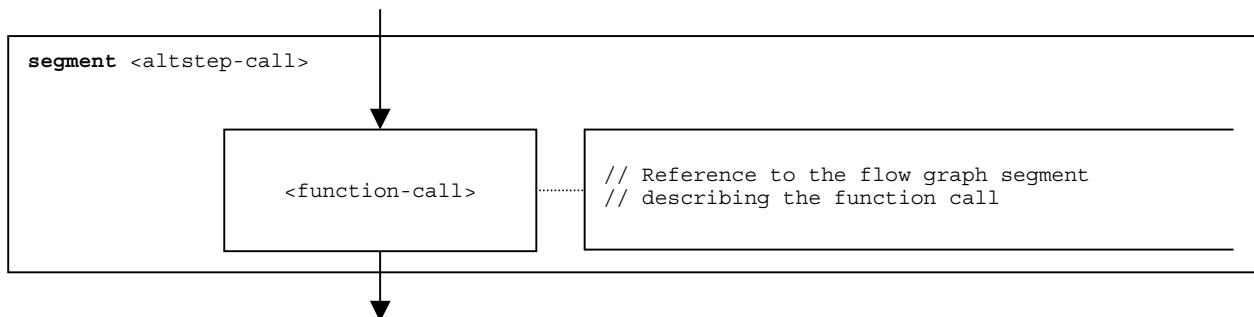 segment <altstep-call>
<function-call>
// Reference to the flow graph segment
// describing the function call